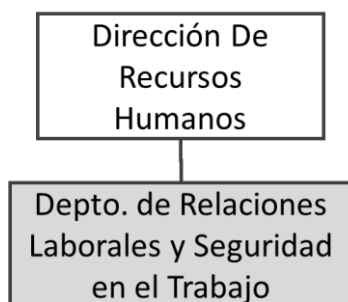 Dirección De
Recursos
Humanos
Depto. de Relaciones
Laborales y Seguridad
en el Trabajo